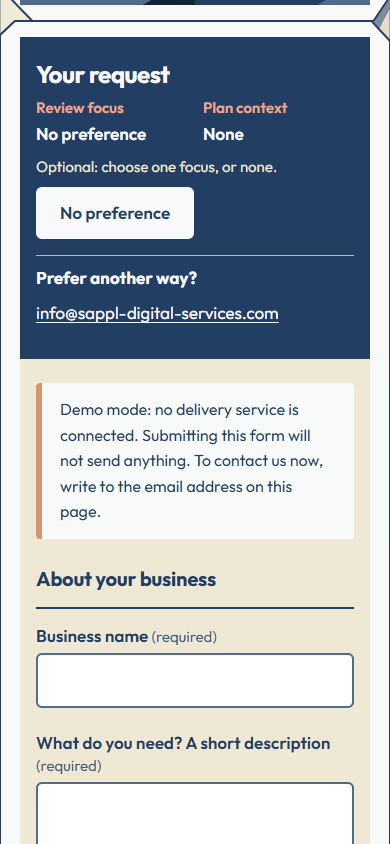 Your request
Review focus
Plan context
No preference
None
Optional: choose one focus, or none.
No preference
Prefer another way?
info@sappl-digital-services.com
Demo mode: no delivery service is
connected. Submitting this form will
not send anything. To contact us now,
write to the email address on this
page.
About your business
Business name (required)
What do you need? A short description
(required)